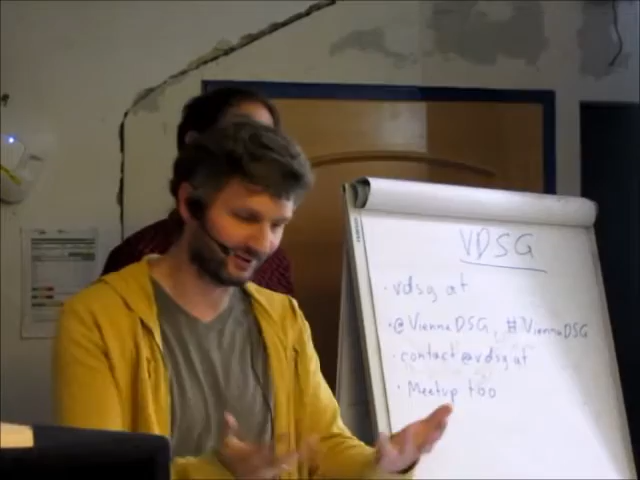 VDSG
· vdsg at
· @ViennaDSG, #ViennaDSG
· contact@vdsg.at
· Meetup too